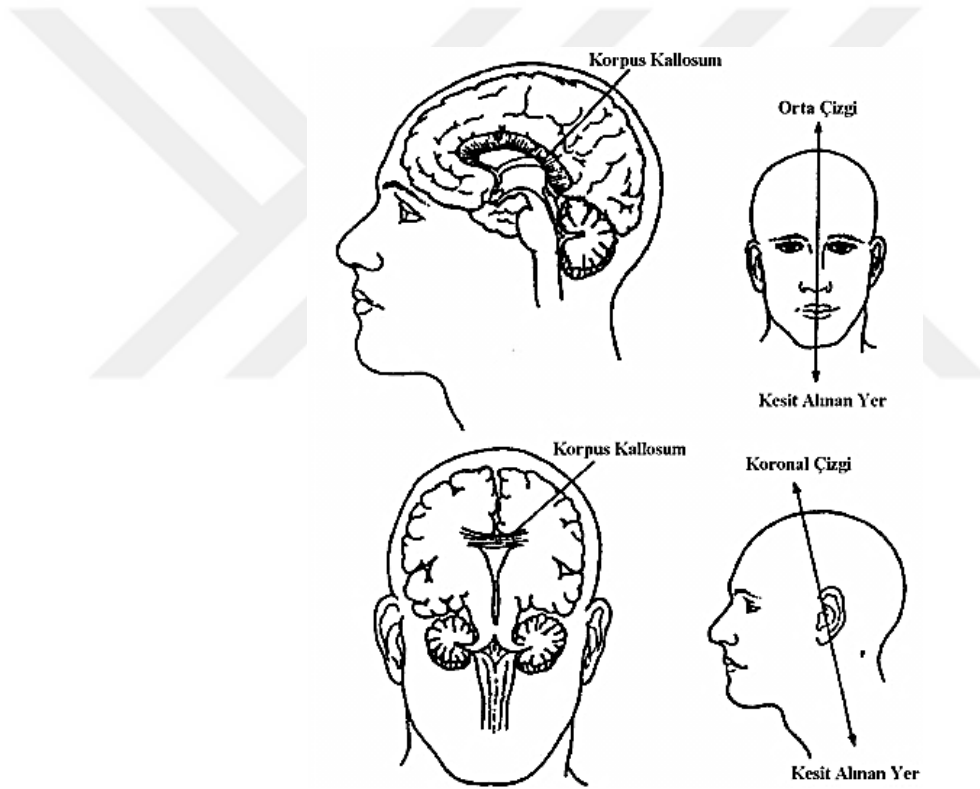 Korpus Kallosum
Orta Çizgi
Kesit Alınan Yer
Korpus Kallosum
Koronal Çizgi
Kesit Alınan Yer